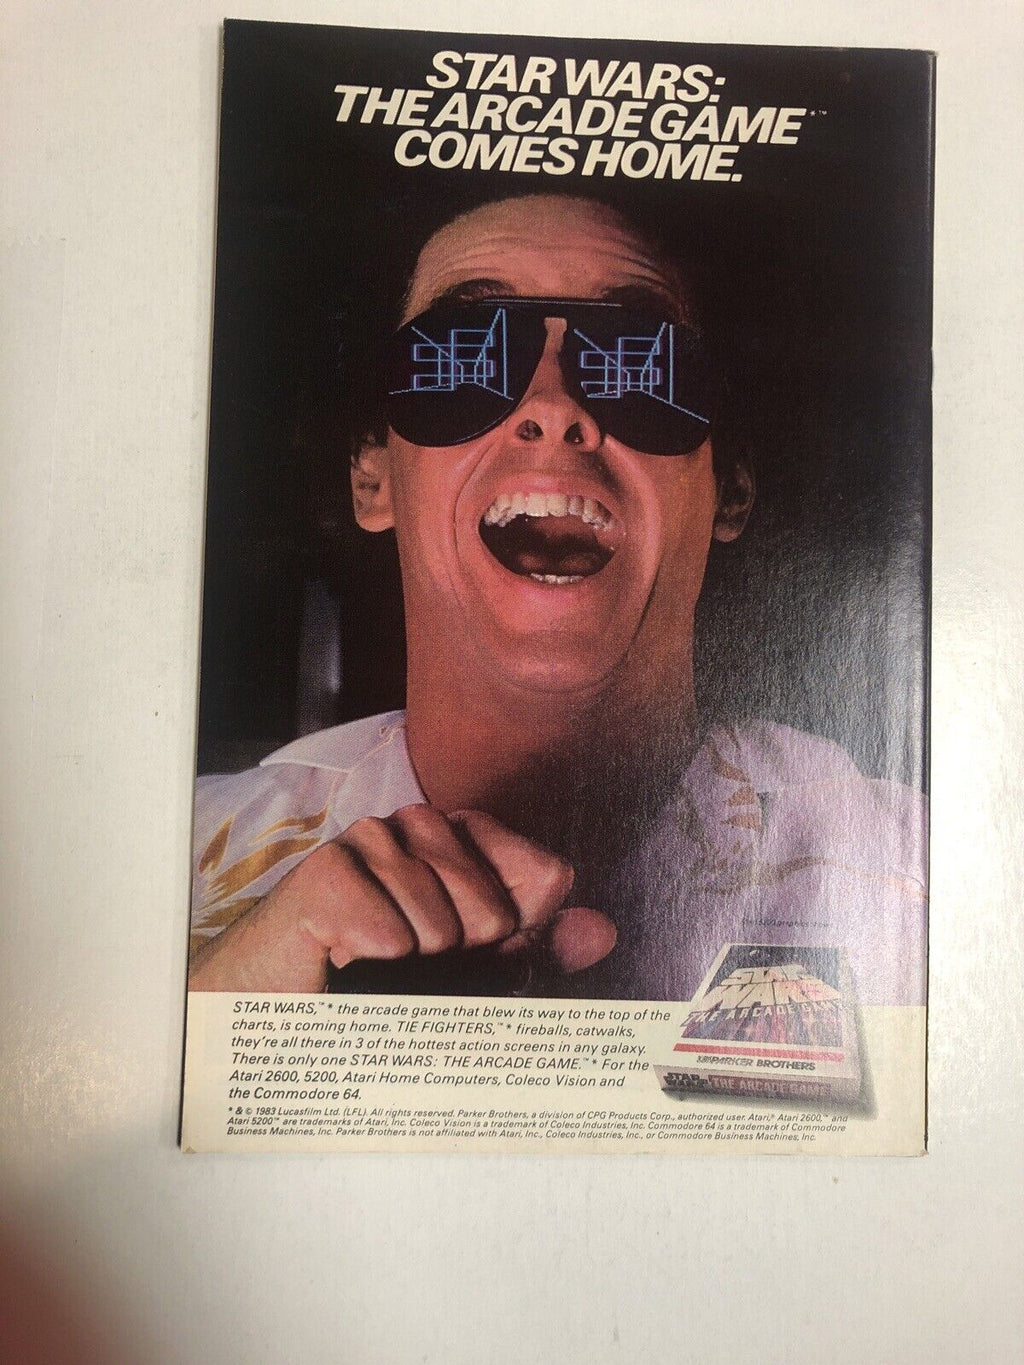 STAR WARS:
THE ARCADE GAME*™
COMES HOME.
STAR WARS,™* the arcade game that blew its way to the top of the
charts, is coming home. TIE FIGHTERS,™* fireballs, catwalks,
they're all there in 3 of the hottest action screens in any galaxy.
There is only one STAR WARS: THE ARCADE GAME.™* For the
Atari 2600, 5200, Atari Home Computers, Coleco Vision and
the Commodore 64.
STAR
WARS
THE ARCADE GAME
PARKER BROTHERS
STAR WARS THE ARCADE GAME
* & © 1983 Lucasfilm Ltd. (LFL). All rights reserved. Parker Brothers, a division of CPG Products Corp., authorized user. Atari,® Atari 2600,™ and
Atari 5200™ are trademarks of Atari, Inc. Coleco Vision is a trademark of Coleco Industries, Inc. Commodore 64 is a trademark of Commodore
Business Machines, Inc. Parker Brothers is not affiliated with Atari, Inc., Coleco Industries, Inc., or Commodore Business Machines, Inc.